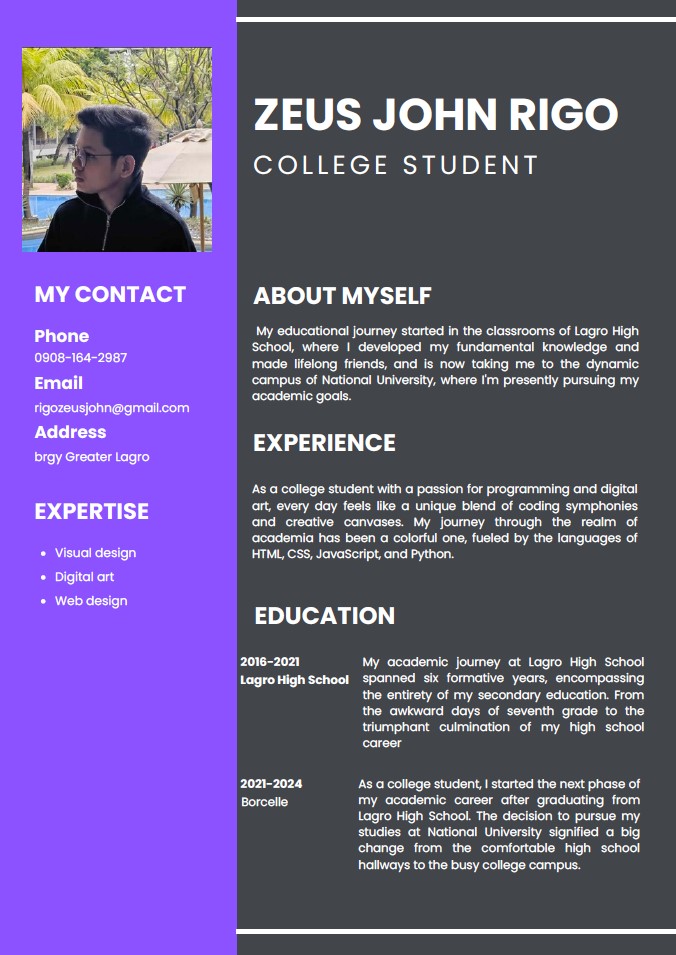 ZEUS JOHN RIGO
COLLEGE STUDENT
MY CONTACT
Phone
0908-164-2987
Email
rigozeusjohn@gmail.com
Address
brgy Greater Lagro
EXPERTISE
• Visual design
• Digital art
• Web design
ABOUT MYSELF
My educational journey started in the classrooms of Lagro High
School, where I developed my fundamental knowledge and
made lifelong friends, and is now taking me to the dynamic
campus of National University, where I'm presently pursuing my
academic goals.
EXPERIENCE
As a college student with a passion for programming and digital
art, every day feels like a unique blend of coding symphonies
and creative canvases. My journey through the realm of
academia has been a colorful one, fueled by the languages of
HTML, CSS, JavaScript, and Python.
EDUCATION
2016-2021
Lagro High School
My academic journey at Lagro High School
spanned six formative years, encompassing
the entirety of my secondary education. From
the awkward days of seventh grade to the
triumphant culmination of my high school
career
2021-2024
Borcelle
As a college student, I started the next phase of
my academic career after graduating from
Lagro High School. The decision to pursue my
studies at National University signified a big
change from the comfortable high school
hallways to the busy college campus.